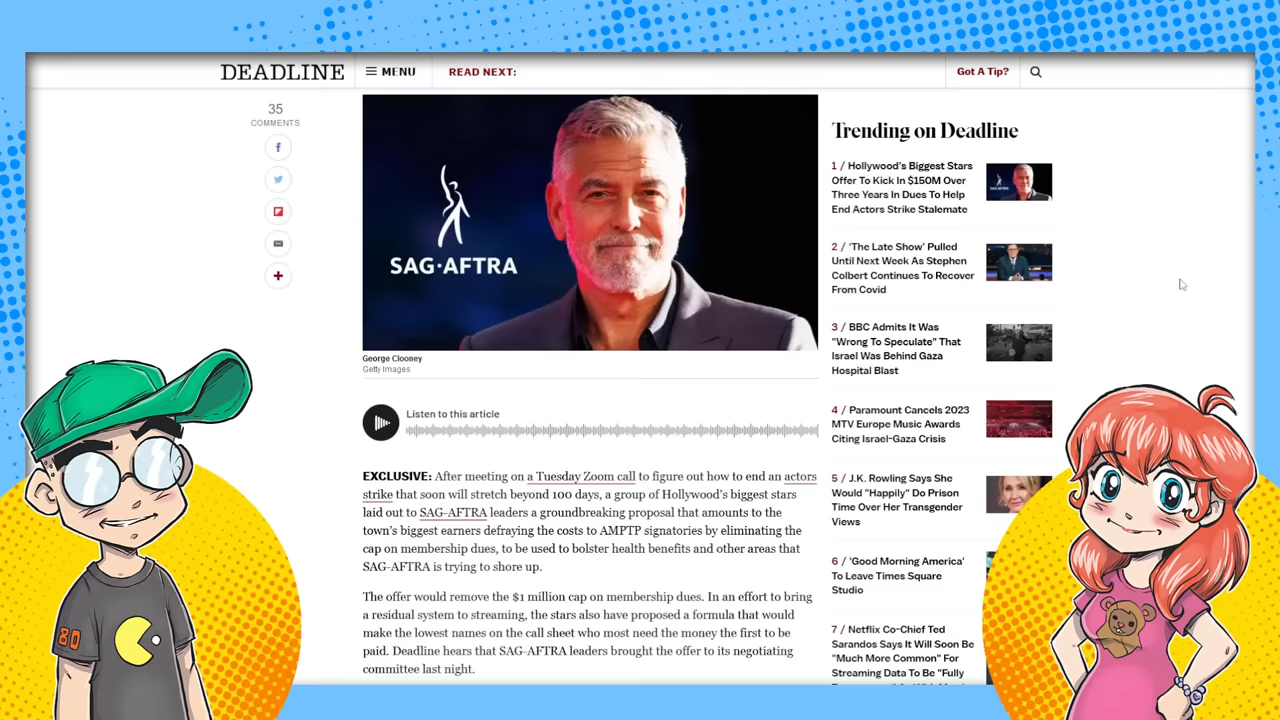 DEADLINE
MENU
READ NEXT:
Got A Tip?
35
COMMENTS
SAG·AFTRA
George Clooney
Getty Images
Listen to this article
EXCLUSIVE: After meeting on a Tuesday Zoom call to figure out how to end an actors
strike that soon will stretch beyond 100 days, a group of Hollywood's biggest stars
laid out to SAG-AFTRA leaders a groundbreaking proposal that amounts to the
town's biggest earners defraying the costs to AMPTP signatories by eliminating the
cap on membership dues, to be used to bolster health benefits and other areas that
SAG-AFTRA is trying to shore up.
The offer would remove the $1 million cap on membership dues. In an effort to bring
a residual system to streaming, the stars also have proposed a formula that would
make the lowest names on the call sheet who most need the money the first to be
paid. Deadline hears that SAG-AFTRA leaders brought the offer to its negotiating
committee last night.
Trending on Deadline
1 / Hollywood's Biggest Stars
Offer To Kick In $150M Over
Three Years In Dues To Help
End Actors Strike Stalemate
2 / 'The Late Show' Pulled
Until Next Week As Stephen
Colbert Continues To Recover
From Covid
3 / BBC Admits It Was
"Wrong To Speculate" That
Israel Was Behind Gaza
Hospital Blast
4 / Paramount Cancels 2023
MTV Europe Music Awards
Citing Israel-Gaza Crisis
5 / J.K. Rowling Says She
Would "Happily" Do Prison
Time Over Her Transgender
Views
6 / 'Good Morning America'
To Leave Times Square
Studio
7 / Netflix Co-Chief Ted
Sarandos Says It Will Soon Be
"Much More Common" For
Streaming Data To Be "Fully
80